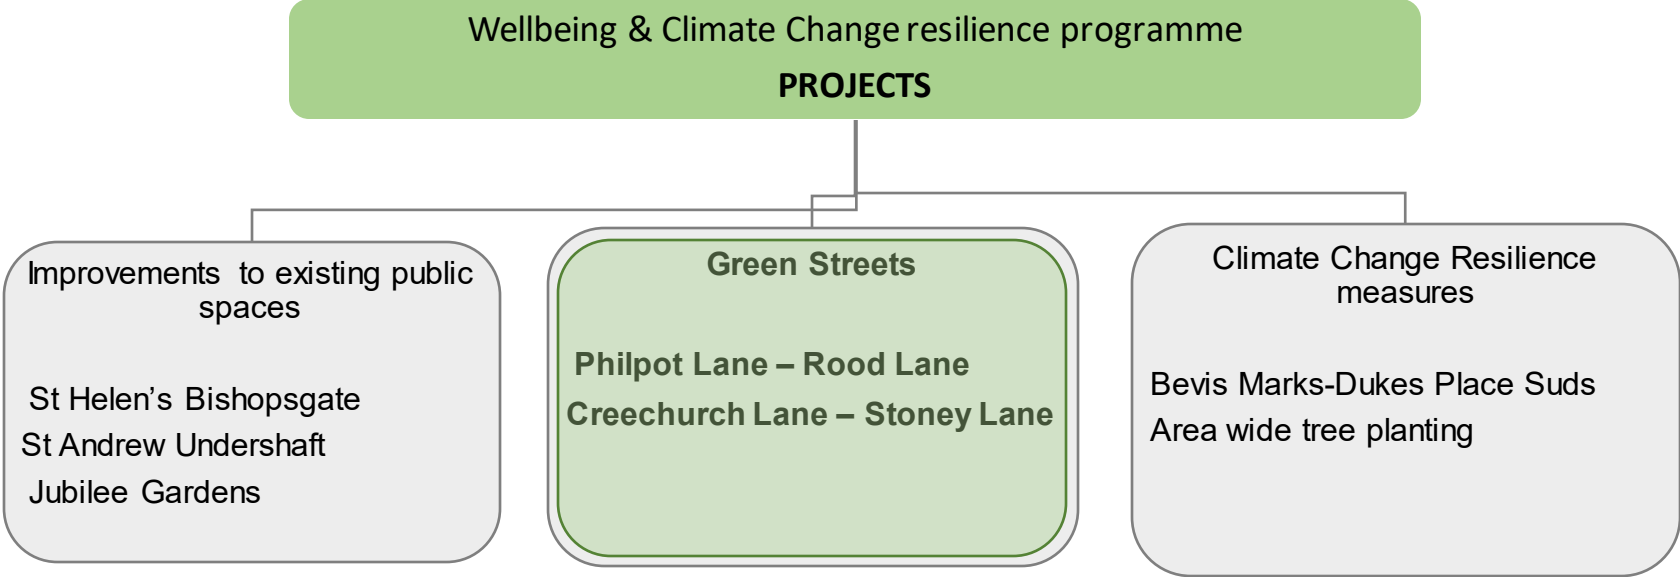 Wellbeing & Climate Change resilience programme
PROJECTS
Improvements to existing public
spaces
St Helen’s Bishopsgate
St Andrew Undershaft
Jubilee Gardens
Green Streets
Philpot Lane – Rood Lane
Creechurch Lane – Stoney Lane
Climate Change Resilience
measures
Bevis Marks-Dukes Place Suds
Area wide tree planting